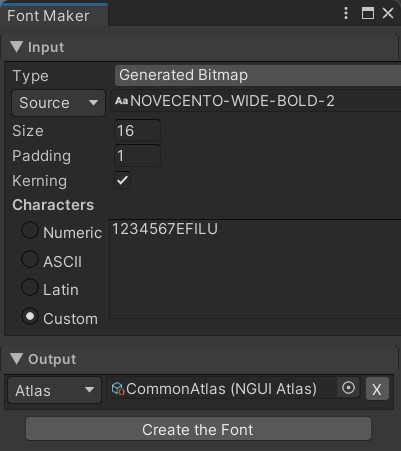 Font Maker
Input
Type Generated Bitmap
Source Aa NOVECENTO-WIDE-BOLD-2
Size 16
Padding 1
Kerning
Characters
Numeric 1234567EFILU
ASCII
Latin
Custom
Output
Atlas CommonAtlas (NGUI Atlas) X
Create the Font